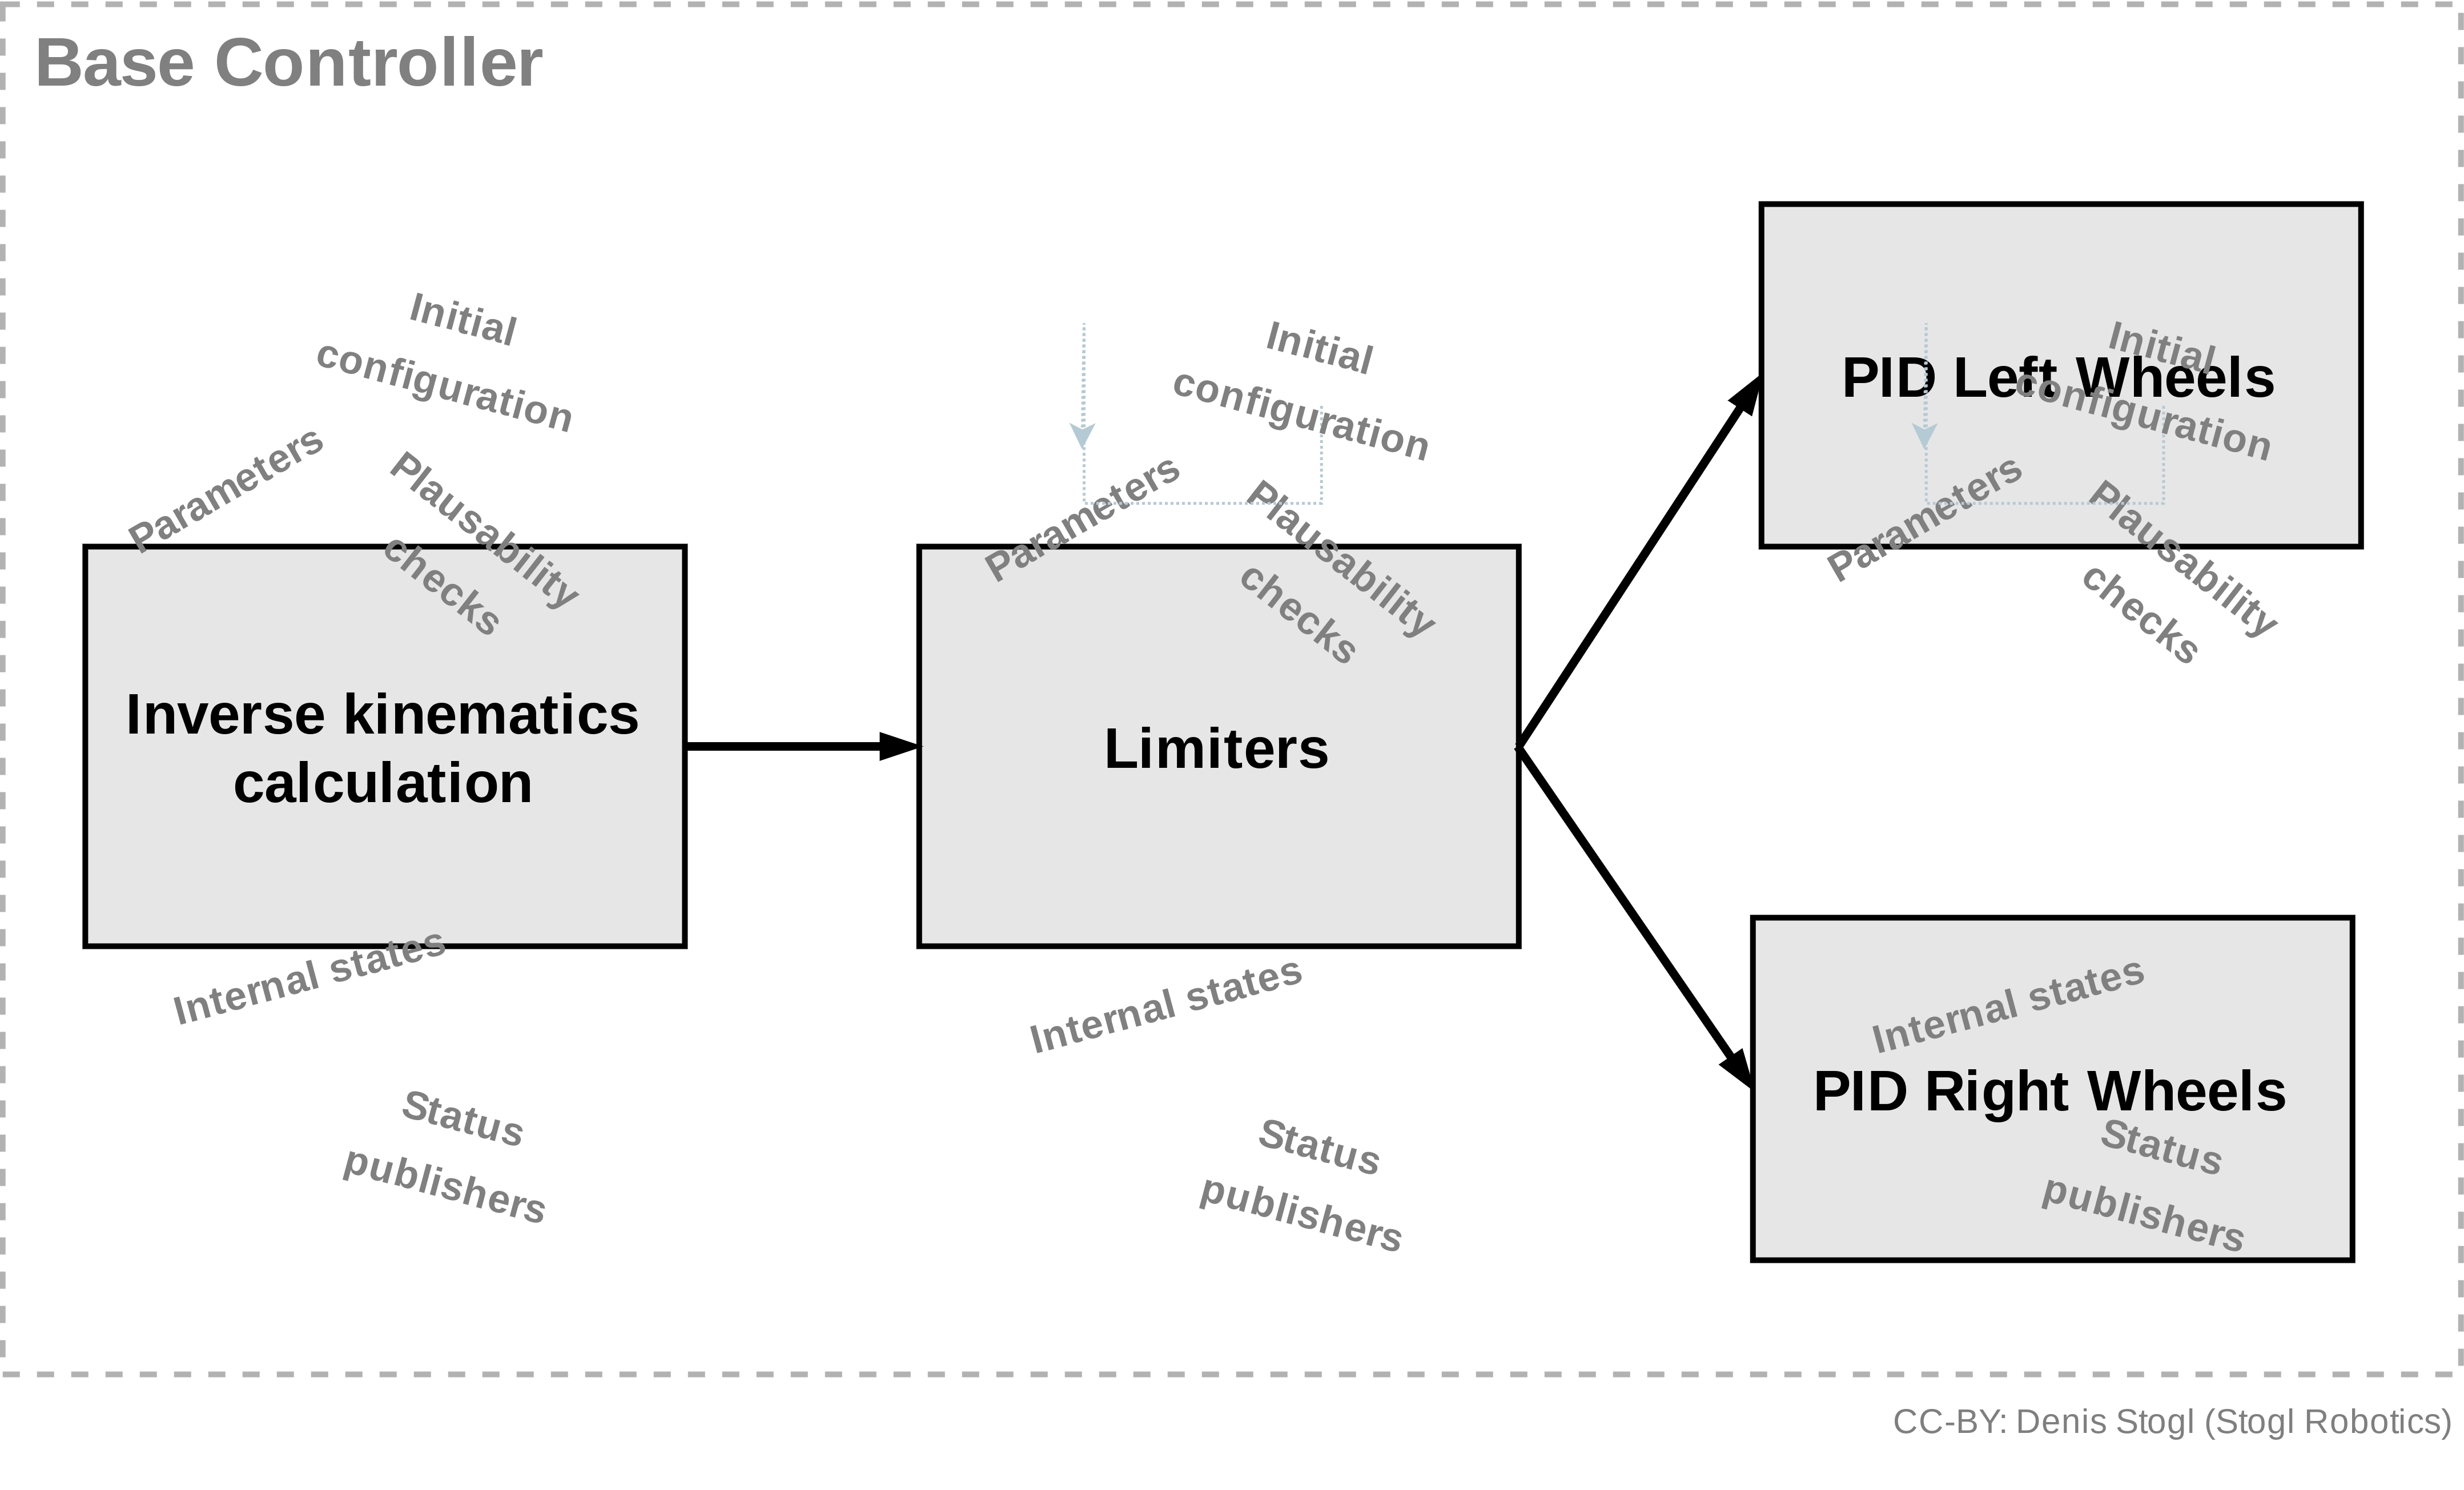 Base Controller
Initial
configuration
Parameters
Plausability
checks
Inverse kinematics
calculation
Internal states
Status
publishers
Initial
configuration
Parameters
Plausability
checks
Limiters
Internal states
Status
publishers
PID Left Wheels
Initial
configuration
Parameters
Plausability
checks
Internal states
PID Right Wheels
Status
publishers
CC-BY: Denis Stogl (Stogl Robotics)